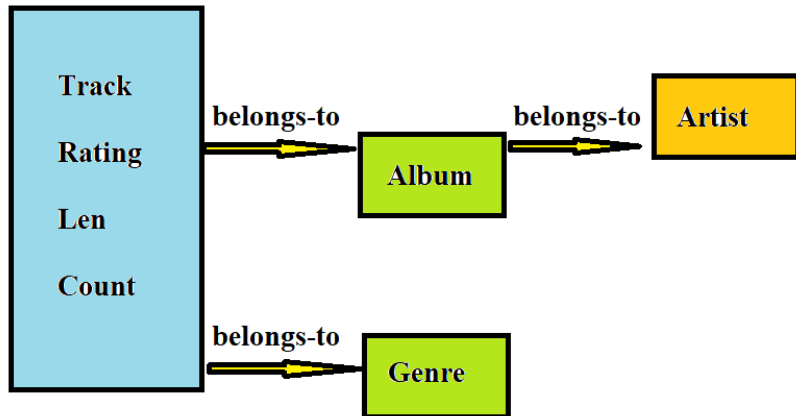 Track
Rating
Len
Count
belongs-to
Album
belongs-to
Artist
belongs-to
Genre